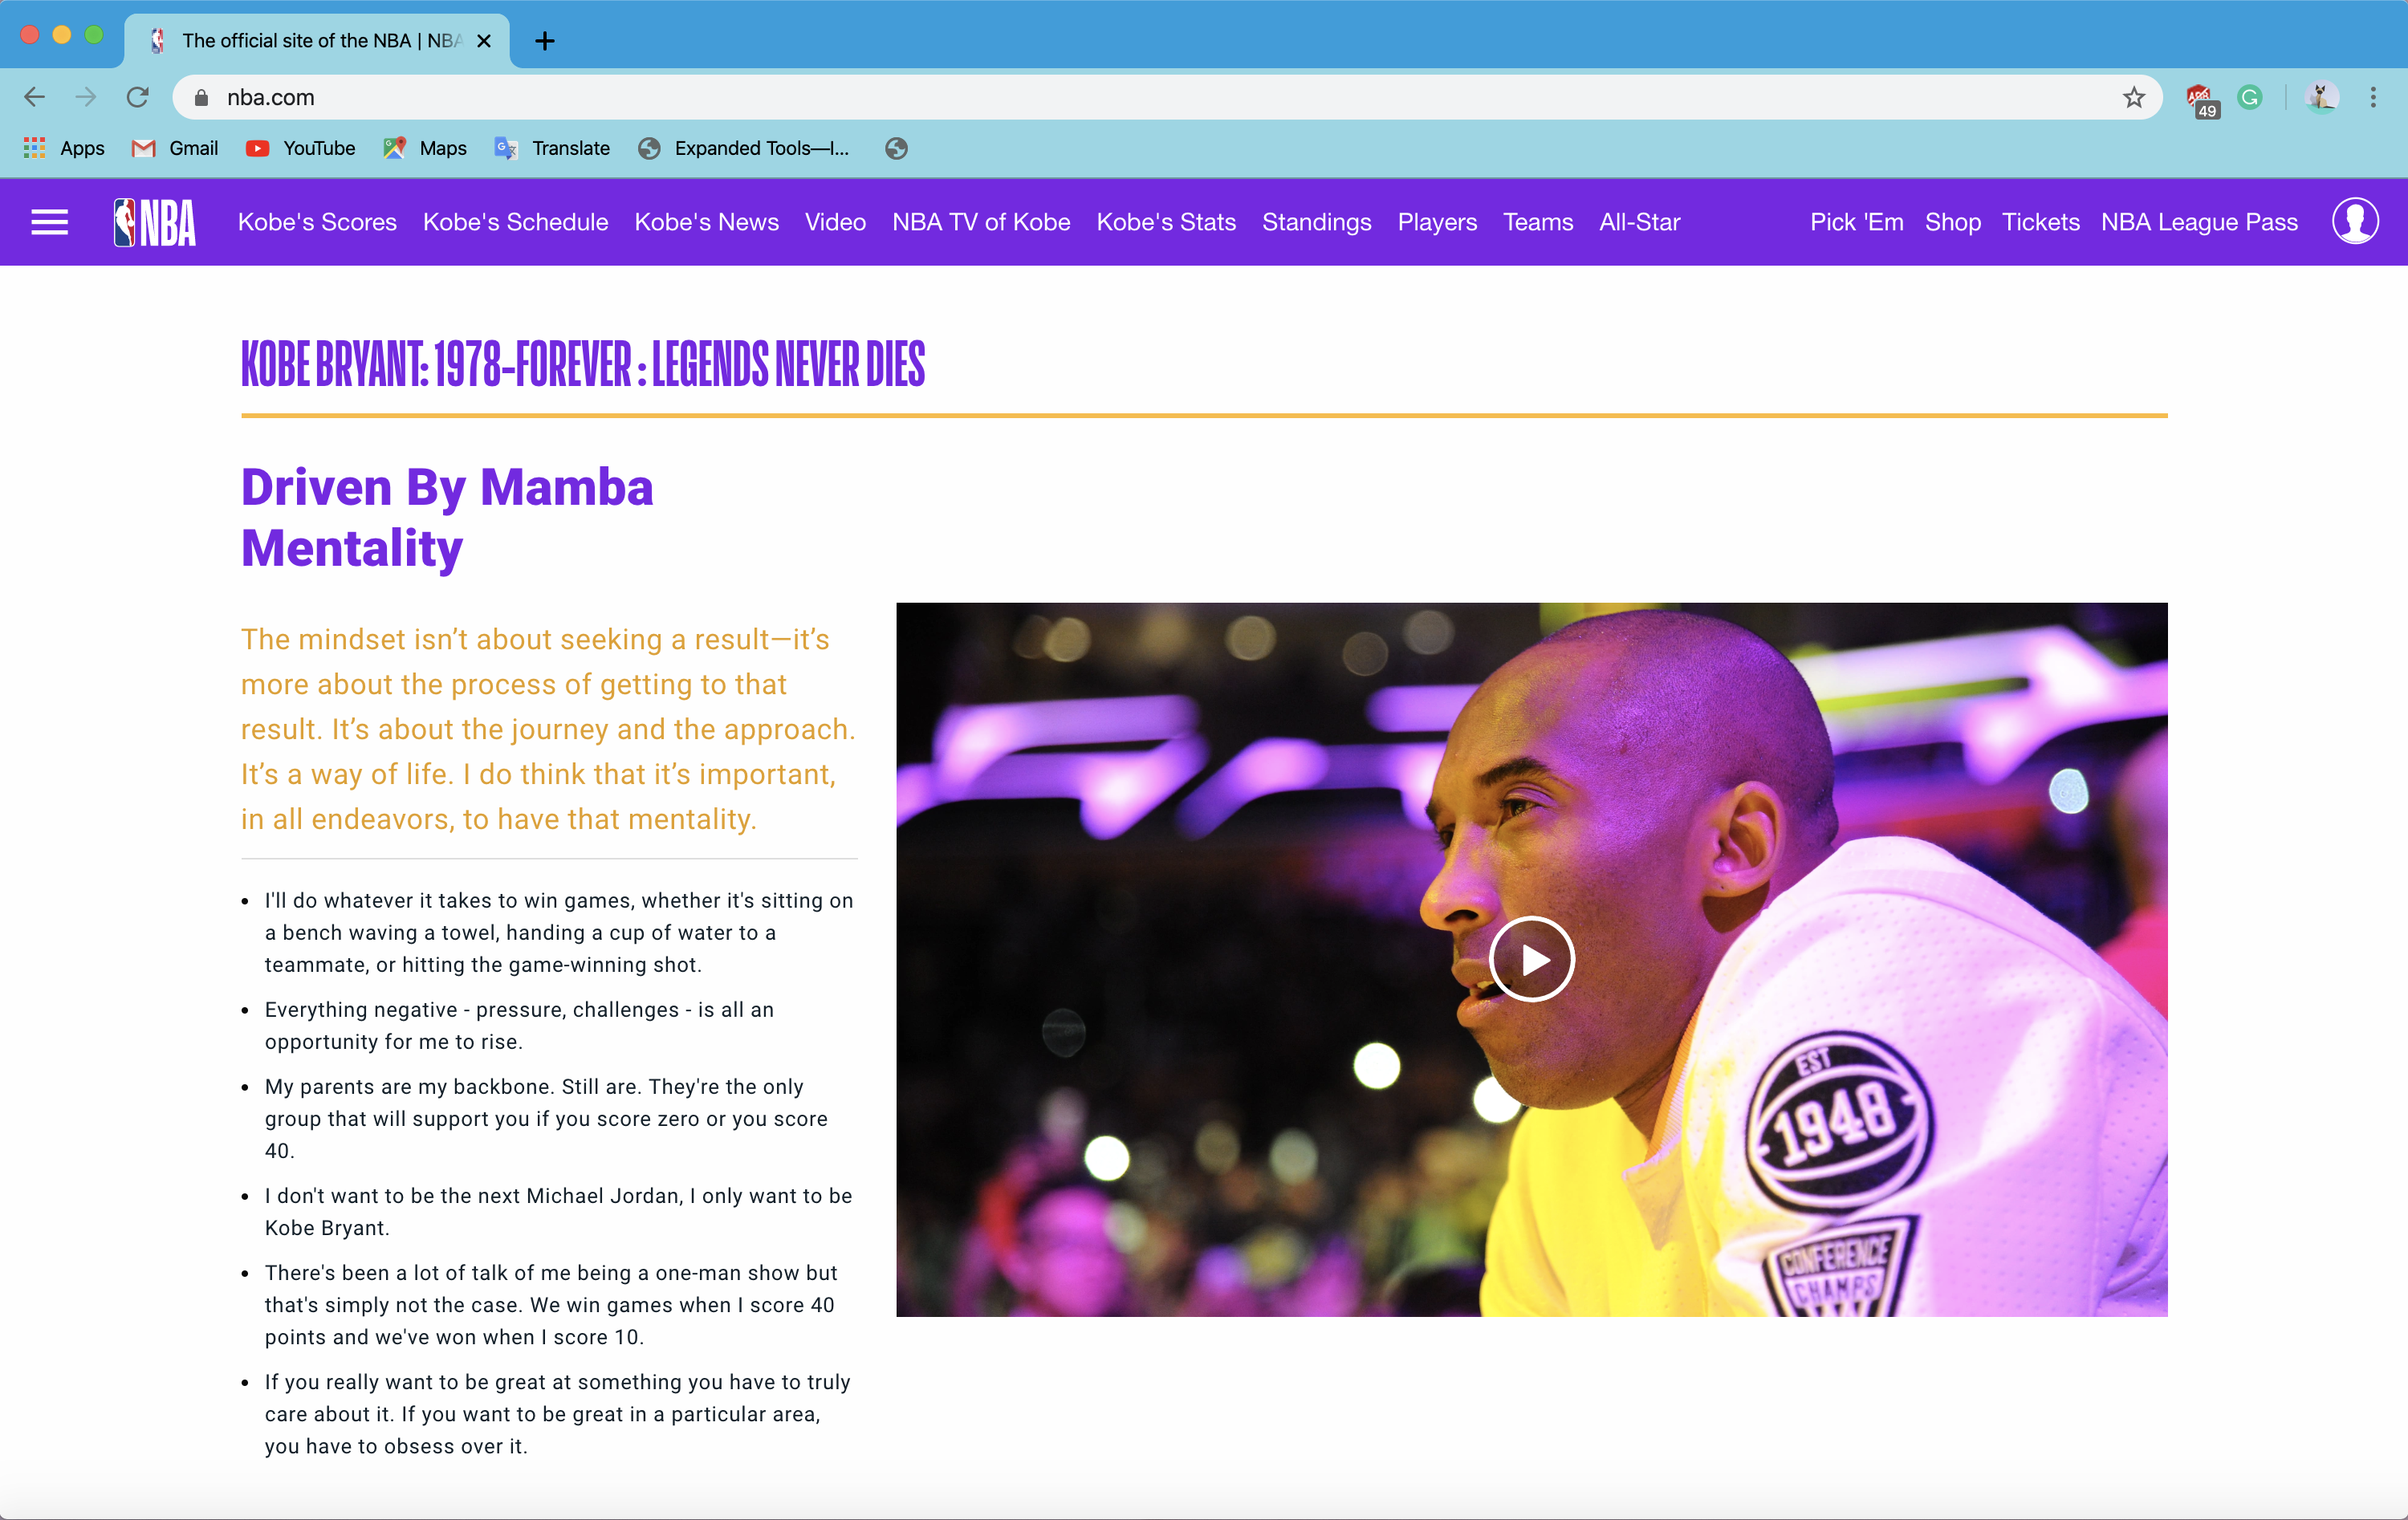 The official site of the NBA | NBA
nba.com
49
Apps Gmail YouTube Maps Translate Expanded Tools—I...
NBA Kobe's Scores Kobe's Schedule Kobe's News Video NBA TV of Kobe Kobe's Stats Standings Players Teams All-Star Pick 'Em Shop Tickets NBA League Pass
KOBE BRYANT: 1978-FOREVER : LEGENDS NEVER DIES
Driven By Mamba
Mentality
The mindset isn’t about seeking a result—it’s
more about the process of getting to that
result. It’s about the journey and the approach.
It’s a way of life. I do think that it’s important,
in all endeavors, to have that mentality.
• I'll do whatever it takes to win games, whether it's sitting on
a bench waving a towel, handing a cup of water to a
teammate, or hitting the game-winning shot.
• Everything negative - pressure, challenges - is all an
opportunity for me to rise.
• My parents are my backbone. Still are. They're the only
group that will support you if you score zero or you score
40.
• I don't want to be the next Michael Jordan, I only want to be
Kobe Bryant.
• There's been a lot of talk of me being a one-man show but
that's simply not the case. We win games when I score 40
points and we've won when I score 10.
• If you really want to be great at something you have to truly
care about it. If you want to be great in a particular area,
you have to obsess over it.
EST
1948
CONFERENCE
CHAMPS